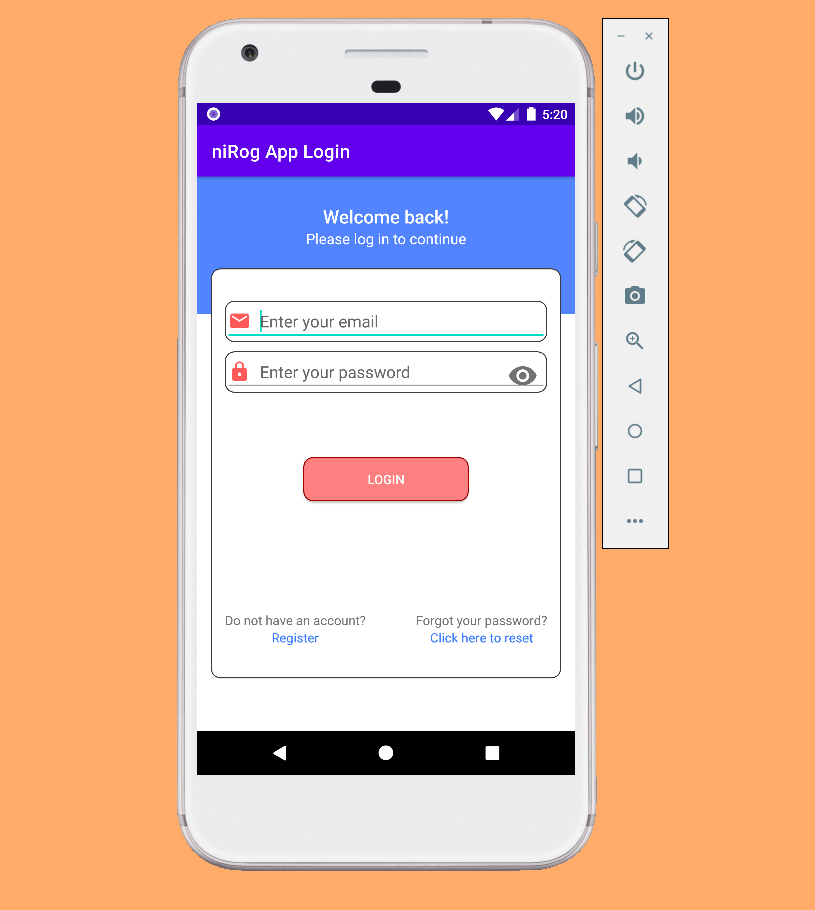 5:20
niRog App Login
Welcome back!
Please log in to continue
Enter your email
Enter your password
LOGIN
Do not have an account?
Register
Forgot your password?
Click here to reset